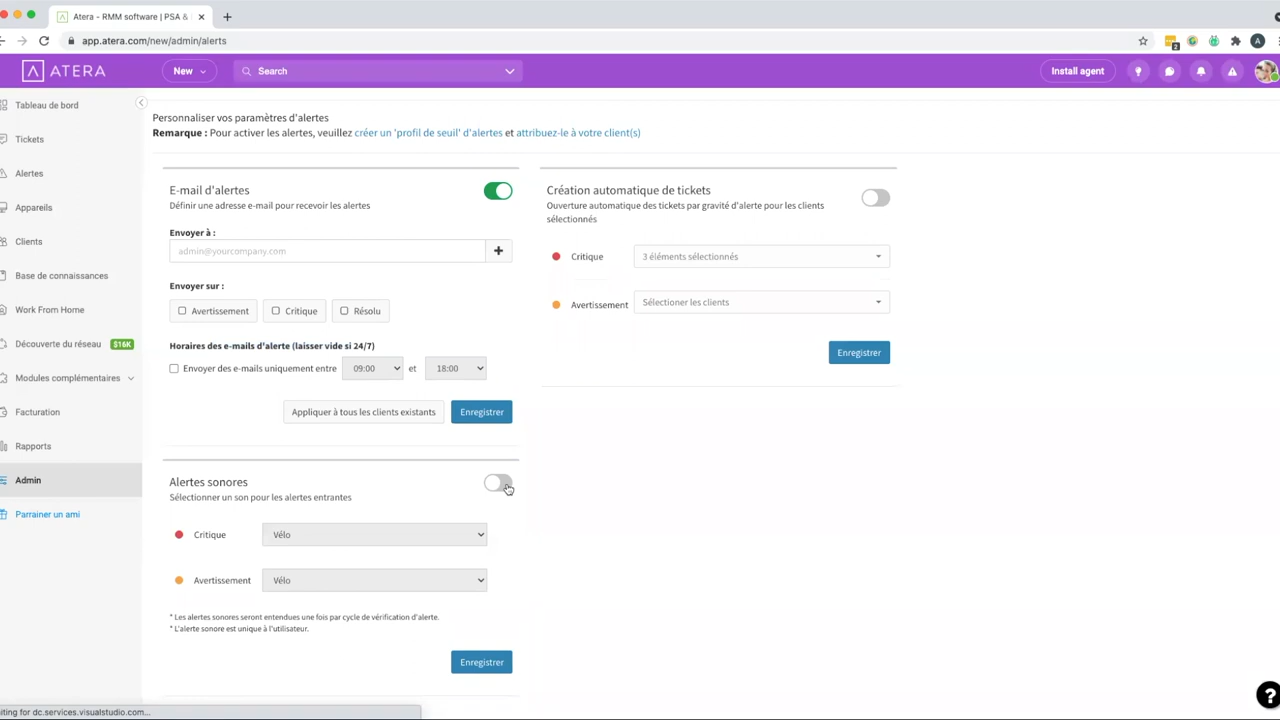 Atera - RMM software | PSA &
app.atera.com/new/admin/alerts
2
A
ATERA
New
Search
Install agent
Tableau de bord
Tickets
Alertes
Appareils
Clients
Base de connaissances
Work From Home
Découverte du réseau
$16K
Modules complémentaires
Facturation
Rapports
Admin
Parrainer un ami
Personnaliser vos paramètres d'alertes
Remarque : Pour activer les alertes, veuillez créer un 'profil de seuil' d'alertes et attribuez-le à votre client(s)
E-mail d'alertes
Définir une adresse e-mail pour recevoir les alertes
Envoyer à :
admin@yourcompany.com
Envoyer sur :
Avertissement
Critique
Résolu
Horaires des e-mails d'alerte (laisser vide si 24/7)
Envoyer des e-mails uniquement entre 09:00 et 18:00
Appliquer à tous les clients existants
Enregistrer
Alertes sonores
Sélectionner un son pour les alertes entrantes
Critique
Vélo
Avertissement
Vélo
* Les alertes sonores seront entendues une fois par cycle de vérification d'alerte.
* L'alerte sonore est unique à l'utilisateur.
Enregistrer
Création automatique de tickets
Ouverture automatique des tickets par gravité d'alerte pour les clients
sélectionnés
Critique
3 éléments sélectionnés
Avertissement
Sélectioner les clients
Enregistrer
?
iting for dc.services.visualstudio.com...